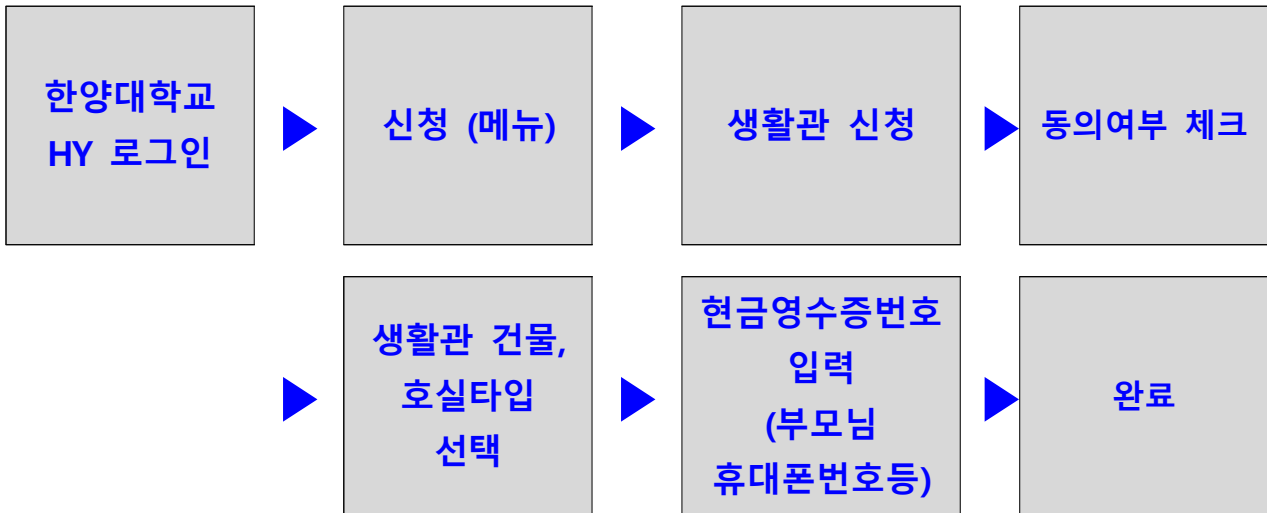 한양대학교
HY 로그인
신청 (메뉴)
생활관 신청
동의여부 체크
생활관 건물,
호실타입
선택
현금영수증번호
입력
(부모님
휴대폰번호등)
완료